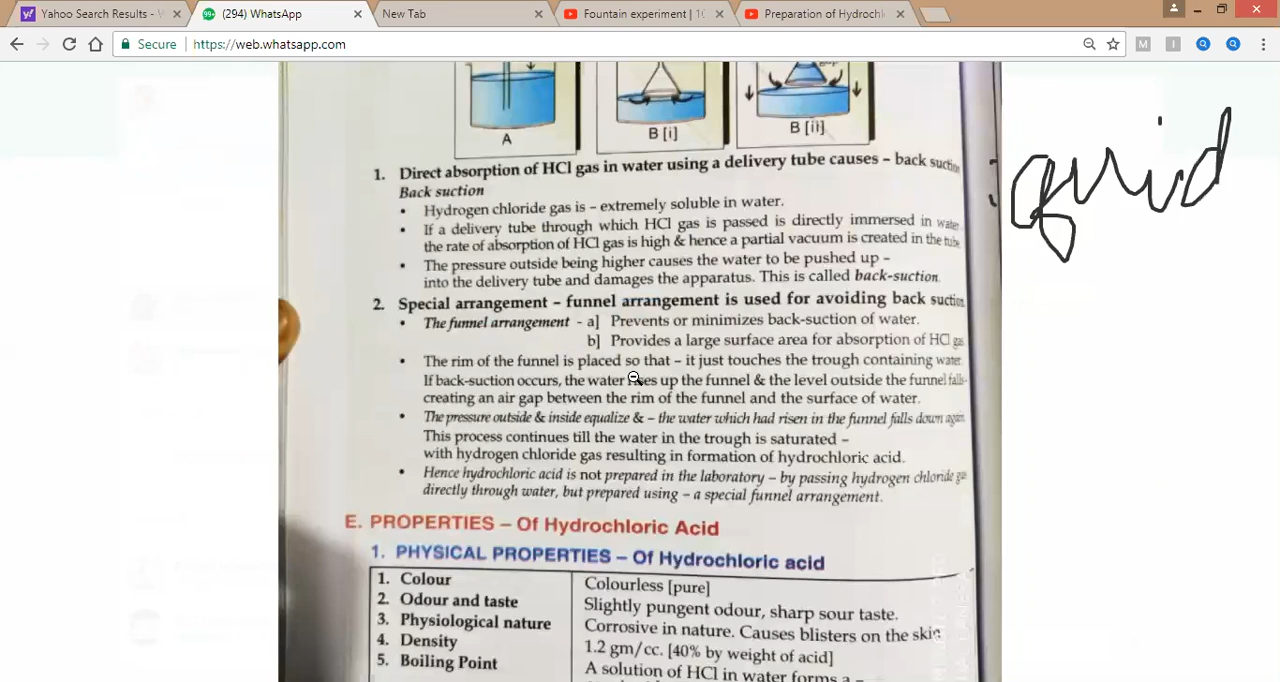 Yahoo Search Results -
(294) WhatsApp
New Tab
Fountain experiment | 1
Preparation of Hydrochl
Secure
https://web.whatsapp.com
A
B [i]
B [ii]
1. Direct absorption of HCl gas in water using a delivery tube causes – back suction
Back suction
• Hydrogen chloride gas is – extremely soluble in water.
• If a delivery tube through which HCl gas is passed is directly immersed in water
the rate of absorption of HCl gas is high & hence a partial vacuum is created in the tube
• The pressure outside being higher causes the water to be pushed up –
into the delivery tube and damages the apparatus. This is called back-suction.
2. Special arrangement – funnel arrangement is used for avoiding back suction
• The funnel arrangement - a] Prevents or minimizes back-suction of water.
b] Provides a large surface area for absorption of HCl gas
• The rim of the funnel is placed so that – it just touches the trough containing water.
If back-suction occurs, the water rises up the funnel & the level outside the funnel falls-
creating an air gap between the rim of the funnel and the surface of water.
• The pressure outside & inside equalize & – the water which had risen in the funnel falls down again.
This process continues till the water in the trough is saturated –
with hydrogen chloride gas resulting in formation of hydrochloric acid.
• Hence hydrochloric acid is not prepared in the laboratory – by passing hydrogen chloride gas
directly through water, but prepared using – a special funnel arrangement.
E. PROPERTIES – Of Hydrochloric Acid
1. PHYSICAL PROPERTIES – Of Hydrochloric acid
1. Colour
Colourless [pure]
2. Odour and taste
Slightly pungent odour, sharp sour taste.
3. Physiological nature
Corrosive in nature. Causes blisters on the skin
4. Density
1.2 gm/cc. [40% by weight of acid]
5. Boiling Point
A solution of HCl in water forms a –